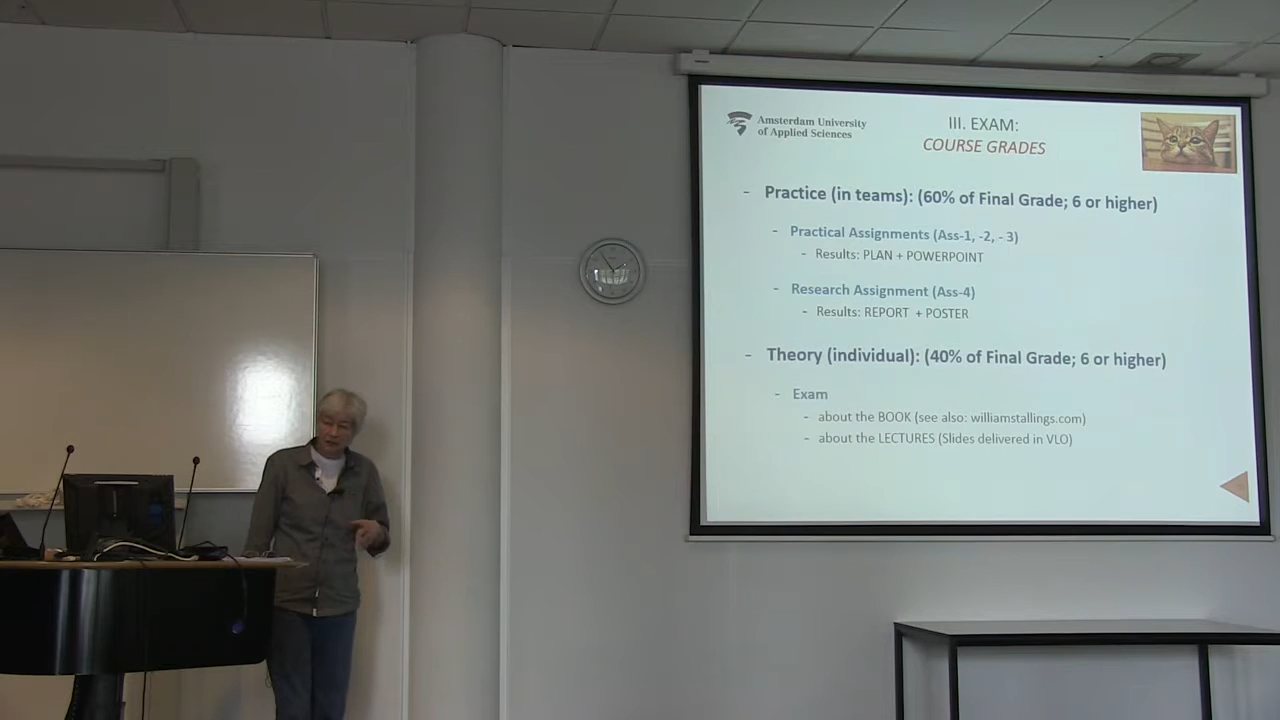 Amsterdam University
of Applied Sciences
III. EXAM:
COURSE GRADES
- Practice (in teams): (60% of Final Grade; 6 or higher)
- Practical Assignments (Ass-1, -2, - 3)
- Results: PLAN + POWERPOINT
- Research Assignment (Ass-4)
- Results: REPORT + POSTER
- Theory (individual): (40% of Final Grade; 6 or higher)
- Exam
- about the BOOK (see also: williamstallings.com)
- about the LECTURES (Slides delivered in VLO)